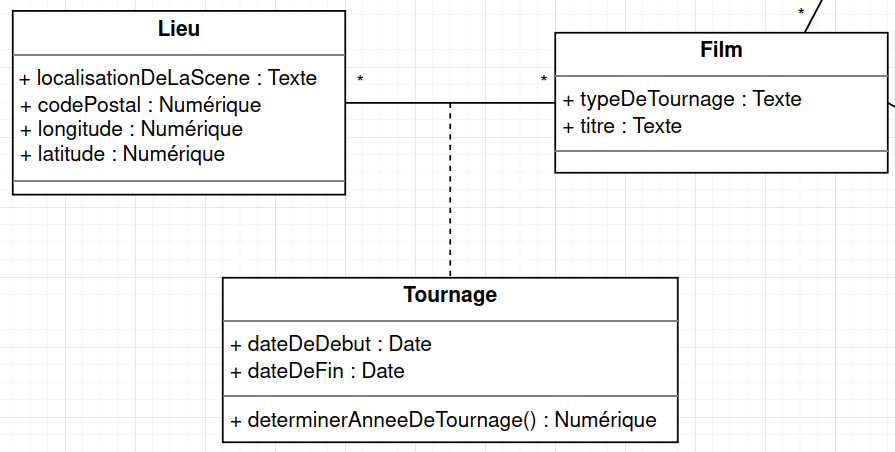 Lieu
+ localisationDeLaScene : Texte
+ codePostal : Numérique
+ longitude : Numérique
+ latitude : Numérique
*
*
*
Film
+ typeDeTournage : Texte
+ titre : Texte
Tournage
+ dateDeDebut : Date
+ dateDeFin : Date
+ determinerAnneeDeTournage() : Numérique